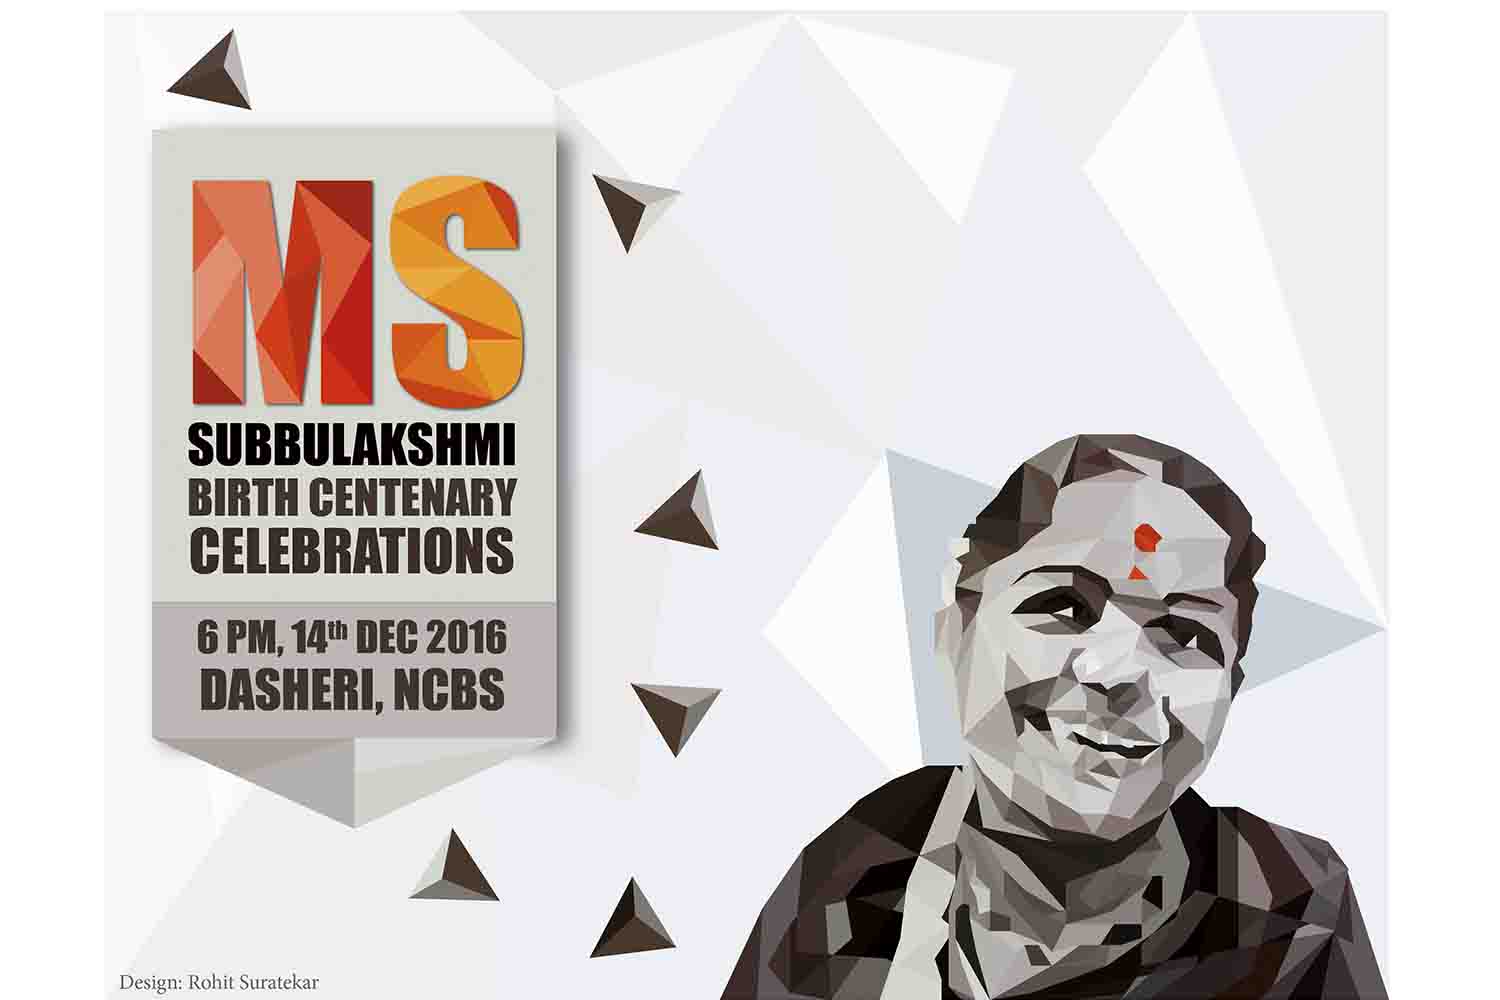 MS
SUBBULAKSHMI
BIRTH CENTENARY
CELEBRATIONS
6 PM, 14th DEC 2016
DASHERI, NCBS
Design: Rohit Suratekar